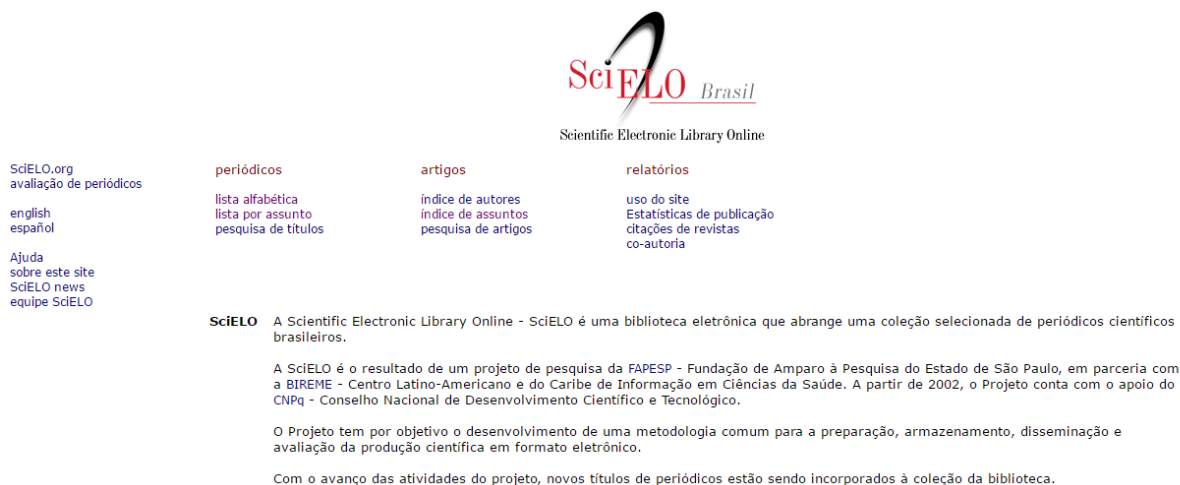 SciELO Brasil
Scientific Electronic Library Online
SciELO.org
avaliação de periódicos
english
español
Ajuda
sobre este site
SciELO news
equipe SciELO
periódicos
lista alfabética
lista por assunto
pesquisa de títulos
artigos
índice de autores
índice de assuntos
pesquisa de artigos
relatórios
uso do site
Estatísticas de publicação
citações de revistas
co-autoria
SciELO A Scientific Electronic Library Online - SciELO é uma biblioteca eletrônica que abrange uma coleção selecionada de periódicos científicos
brasileiros.
A SciELO é o resultado de um projeto de pesquisa da FAPESP - Fundação de Amparo à Pesquisa do Estado de São Paulo, em parceria com
a BIREME - Centro Latino-Americano e do Caribe de Informação em Ciências da Saúde. A partir de 2002, o Projeto conta com o apoio do
CNPq - Conselho Nacional de Desenvolvimento Científico e Tecnológico.
O Projeto tem por objetivo o desenvolvimento de uma metodologia comum para a preparação, armazenamento, disseminação e
avaliação da produção científica em formato eletrônico.
Com o avanço das atividades do projeto, novos títulos de periódicos estão sendo incorporados à coleção da biblioteca.